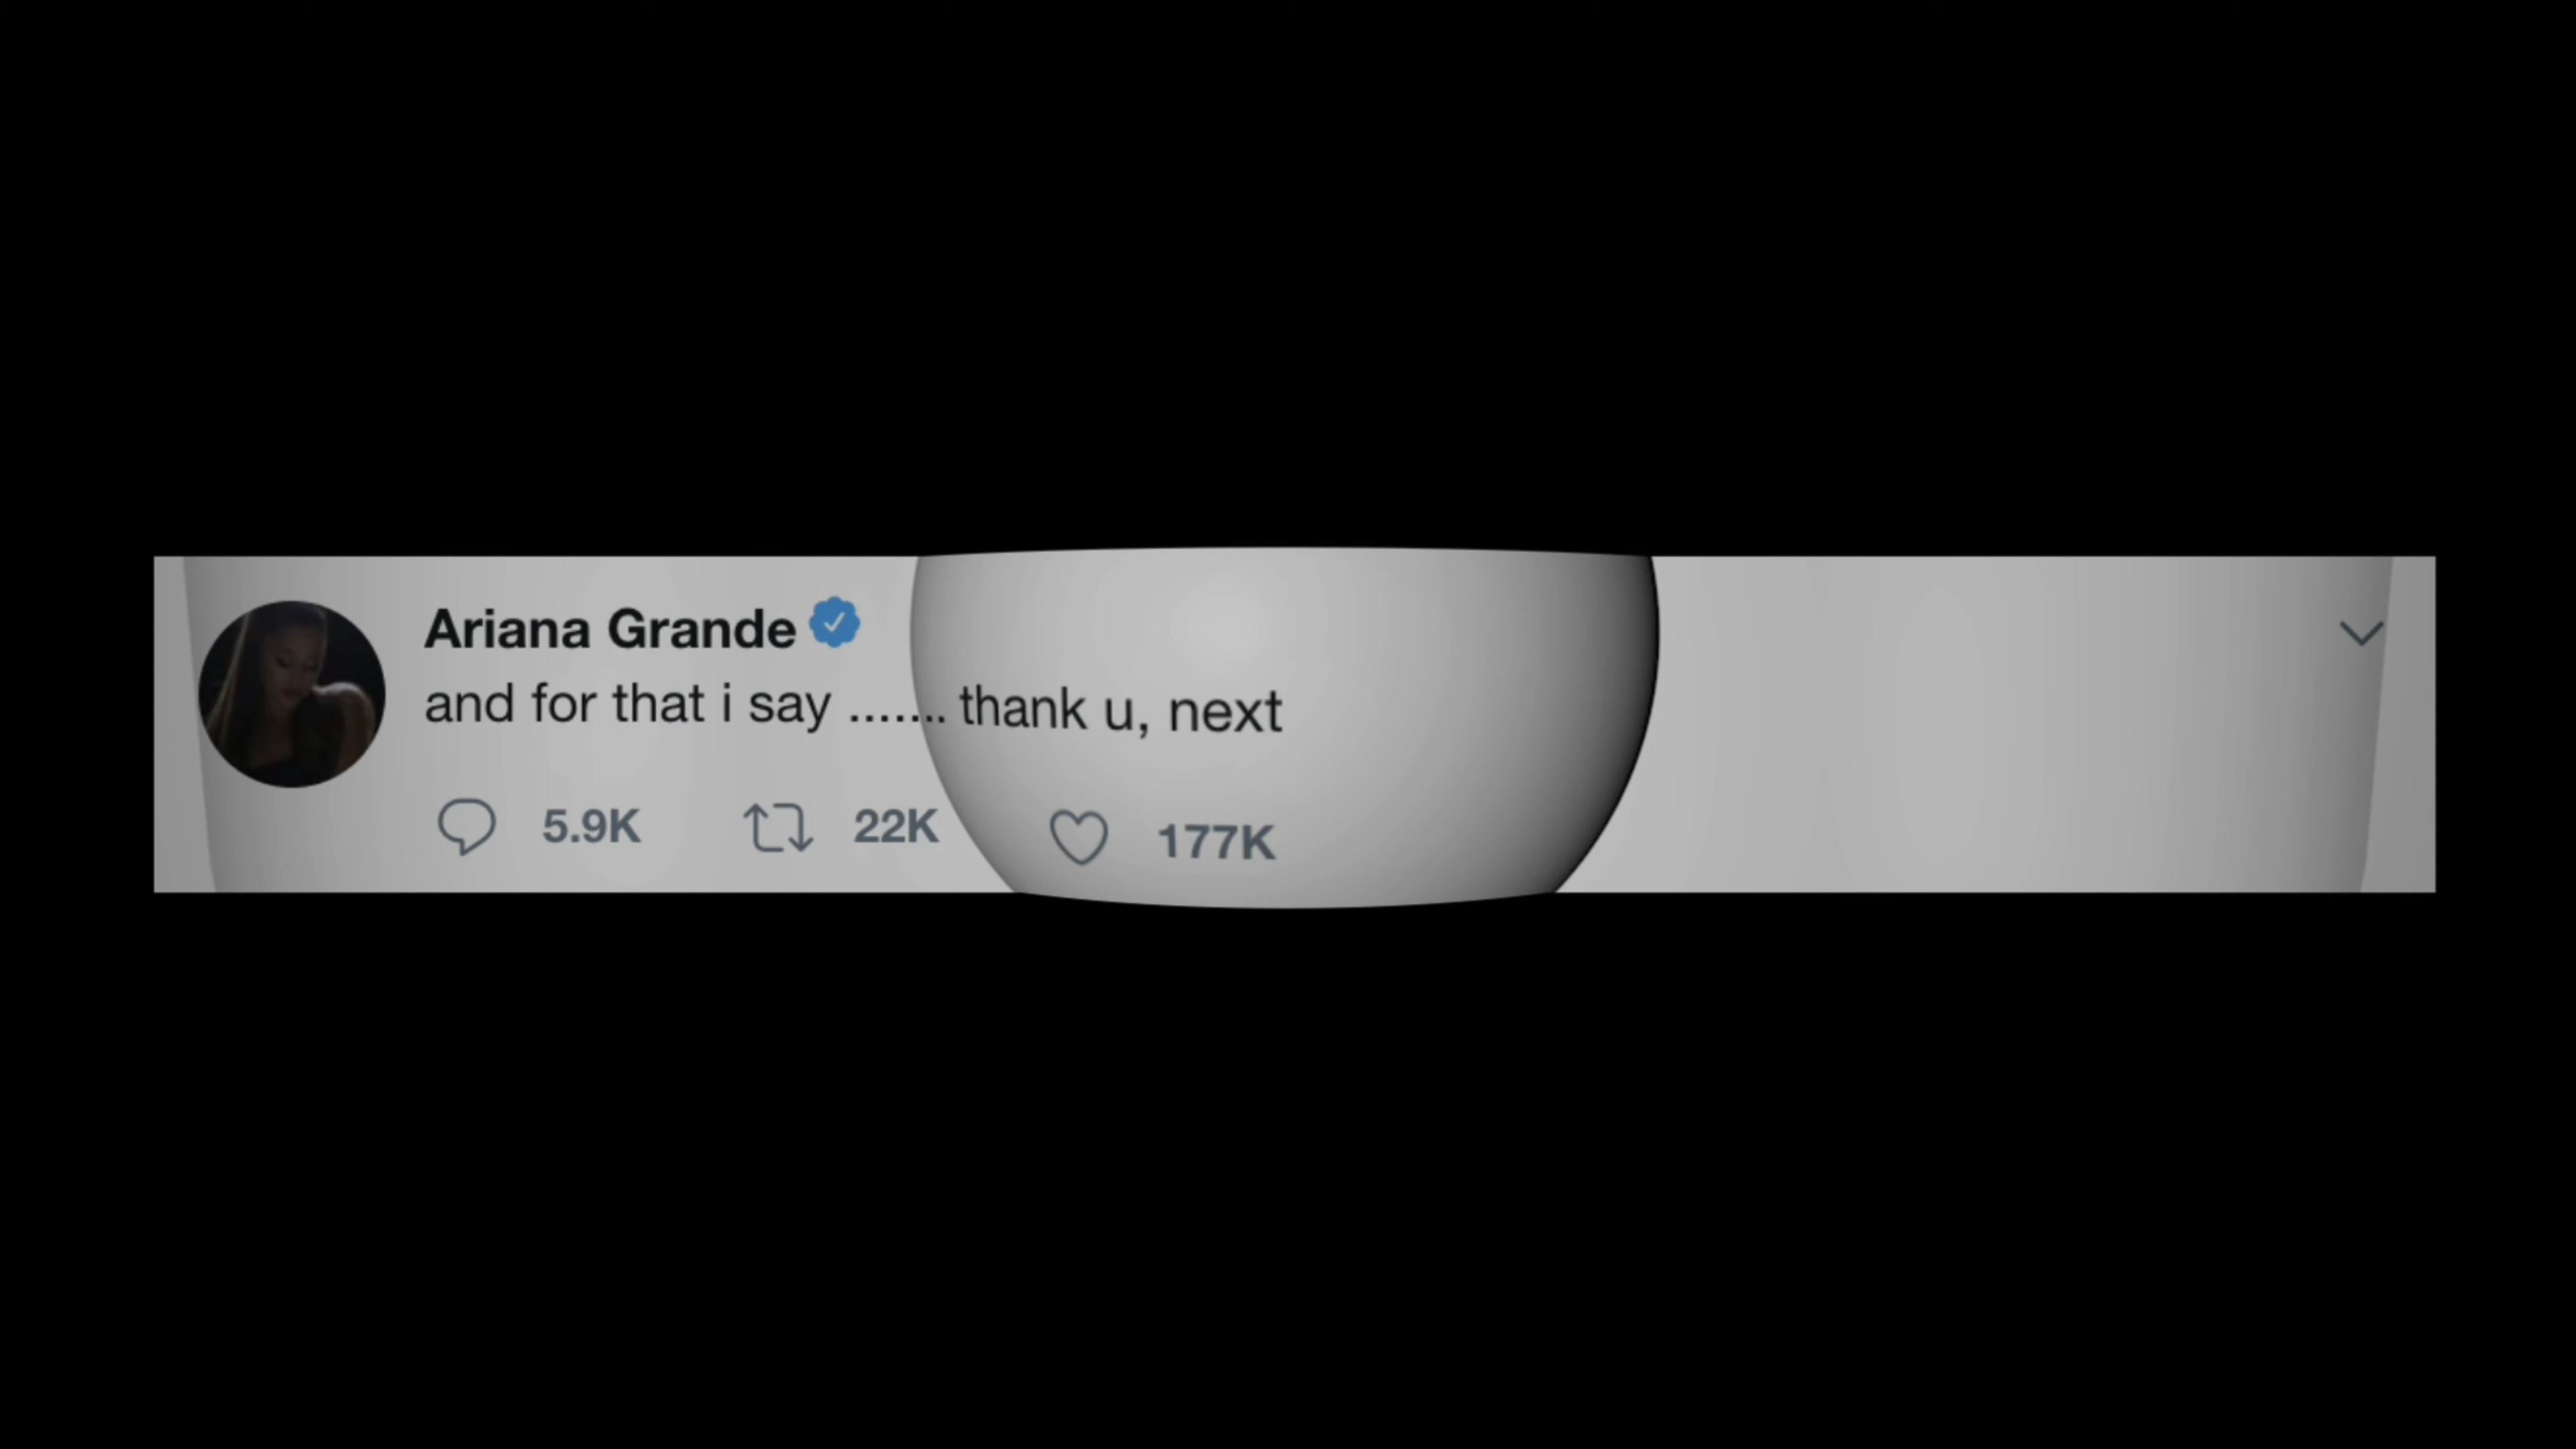 Ariana Grande
and for that i say ....... thank u, next
5.9K 22K 177K